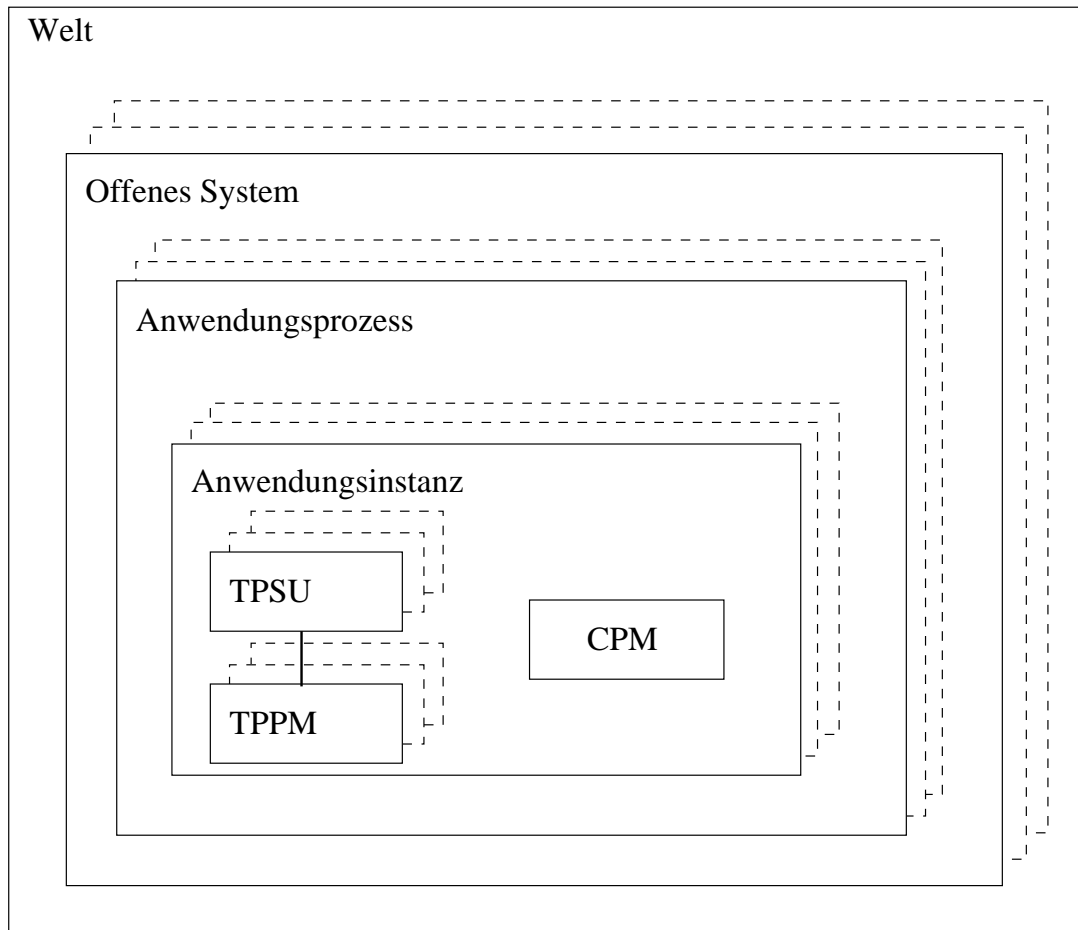 Welt
Offenes System
Anwendungsprozess
Anwendungsinstanz
TPSU
CPM
TPPM